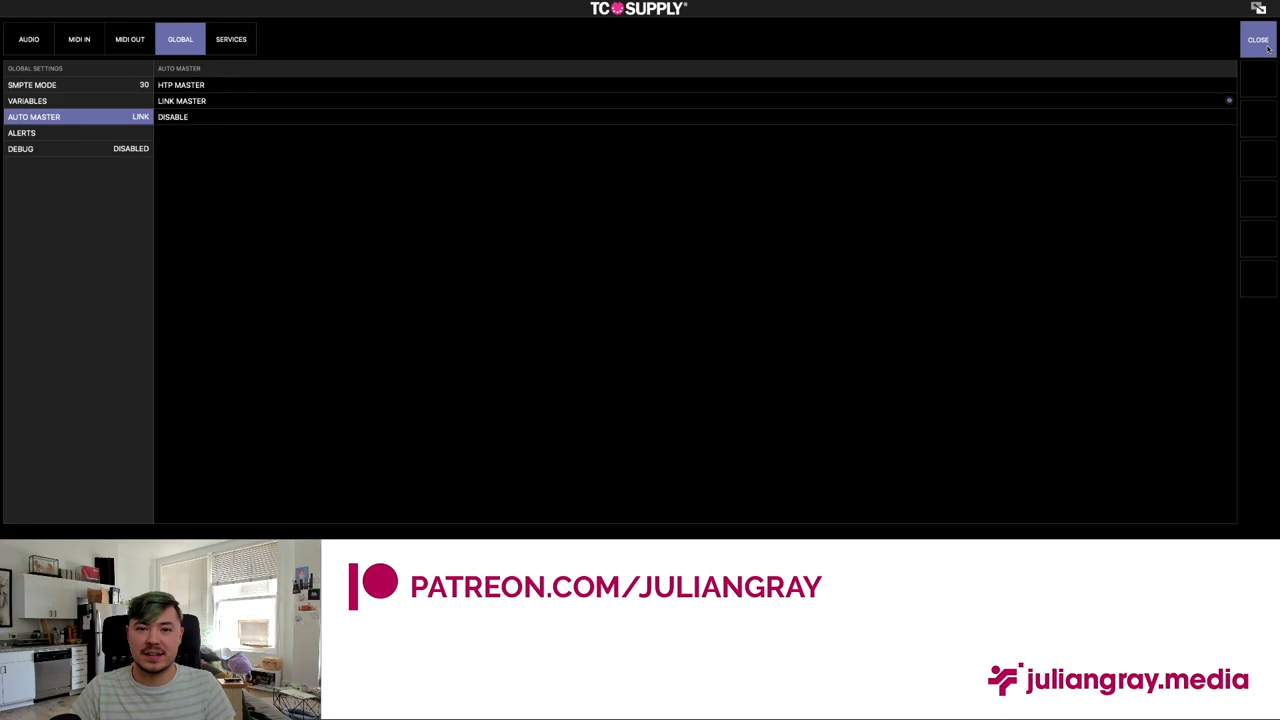 TC SUPPLY
AUDIO
MIDI IN
MIDI OUT
GLOBAL
SERVICES
CLOSE
GLOBAL SETTINGS
AUTO MASTER
SMPTE MODE 30
HTP MASTER
VARIABLES
LINK MASTER
AUTO MASTER LINK
DISABLE
ALERTS
DEBUG DISABLED
PATREON.COM/JULIANGRAY
juliangray.media